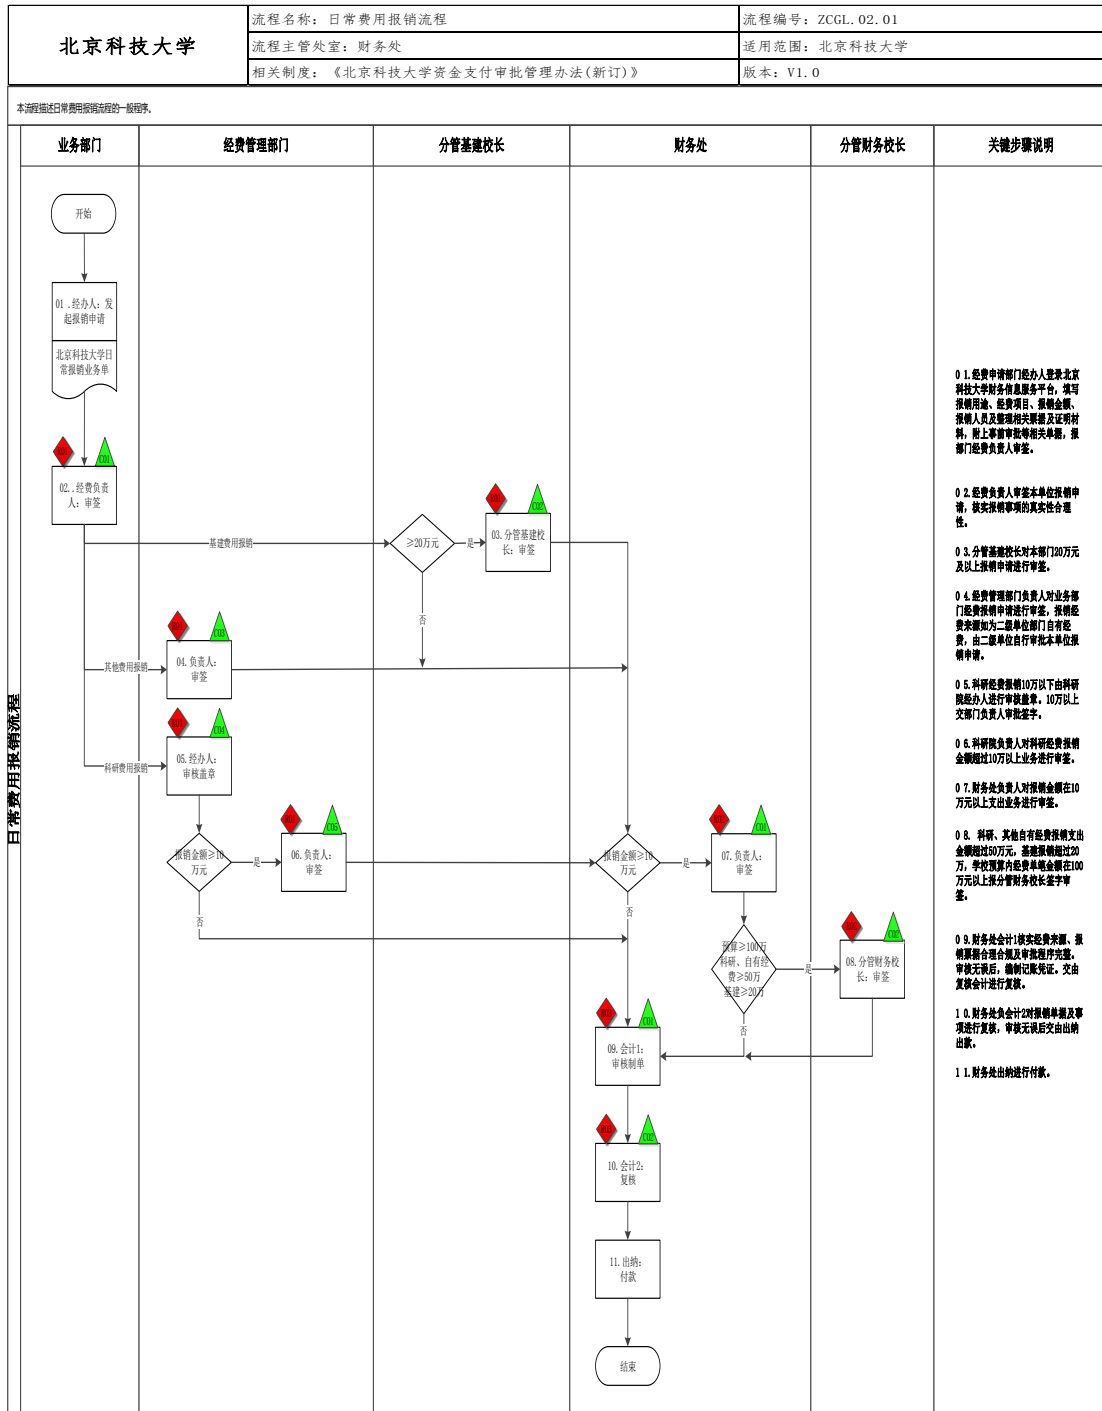 北京科技大学
流程名称：日常费用报销流程
流程编号：ZCGL.02.01
流程主管处室：财务处
适用范围：北京科技大学
相关制度：《北京科技大学资金支付审批管理办法(新订)》
版本：V1.0
本流程描述日常费用报销流程的一般程序。
业务部门
经费管理部门
分管基建校长
财务处
分管财务校长
关键步骤说明
日常费用报销流程
开始
01.经办人：发
起报销申请
北京科技大学日
常报销业务单
R01
C01
02..经费负责
人：审签
基建费用报销
≥20万元
是
否
R01
C02
03.分管基建校
长：审签
其他费用报销
C03
04.负责人：
审签
科研费用报销
C04
05.经办人：
审核盖章
报销金额≥10
万元
是
否
C05
06.负责人：
审签
报销金额≥10
万元
是
否
R02
C01
07.负责人：
审签
预算≥100万
科研、自有经
费≥50万
基建≥20万
是
否
R02
C02
08.分管财务校
长：审签
R03
C01
09.会计1：
审核制单
R03
C02
10.会计2：
复核
11.出纳：
付款
结束
01.经费申请部门经办人登录北京
科技大学财务信息服务平台，填写
报销用途、经费项目、报销金额、
报销人员及整理相关票据及证明材
料，附上事前审批等相关单据，报
部门经费负责人审签。
02.经费负责人审签本单位报销申
请，核实报销事项的真实性合理
性。
03.分管基建校长对本部门20万元
及以上报销申请进行审签。
04.经费管理部门负责人对业务部
门经费报销申请进行审签，报销经
费来源如为二级单位部门自有经
费，由二级单位自行审批本单位报
销申请。
05.科研经费报销10万以下由科研
院经办人进行审核盖章。10万以上
交部门负责人审批签字。
06.科研院负责人对科研经费报销
金额超过10万以上业务进行审签。
07.财务处负责人对报销金额在10
万元以上支出业务进行审签。
08. 科研、其他自有经费报销支出
金额超过50万元，基建报销超过20
万，学校预算内经费单笔金额在100
万元以上报分管财务校长签字审
签。
09.财务处会计1核实经费来源、报
销票据合理合规及审批程序完整。
审核无误后，编制记账凭证。交由
复核会计进行复核。
10.财务处负会计2对报销单据及事
项进行复核，审核无误后交由出纳
出款。
11.财务处出纳进行付款。